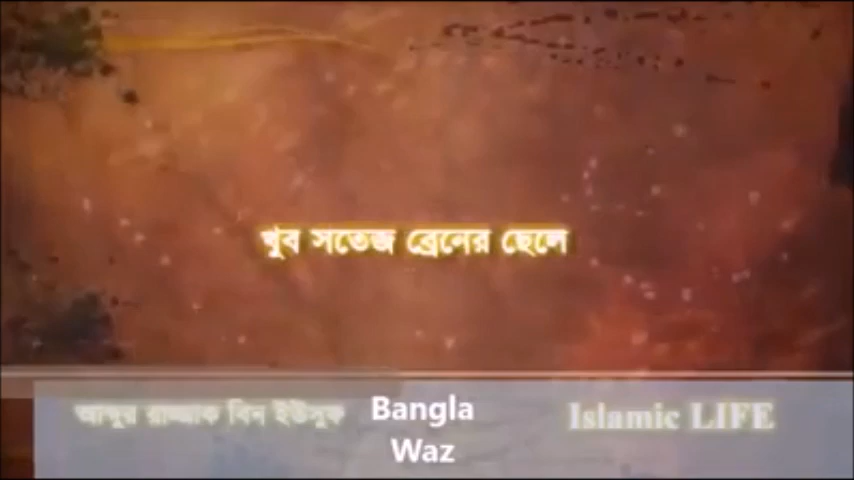 খুব সতেজ ব্রেনের ছেলে
আব্দুর রাজ্জাক বিন ইউসুফ
Bangla
Waz
Islamic LIFE